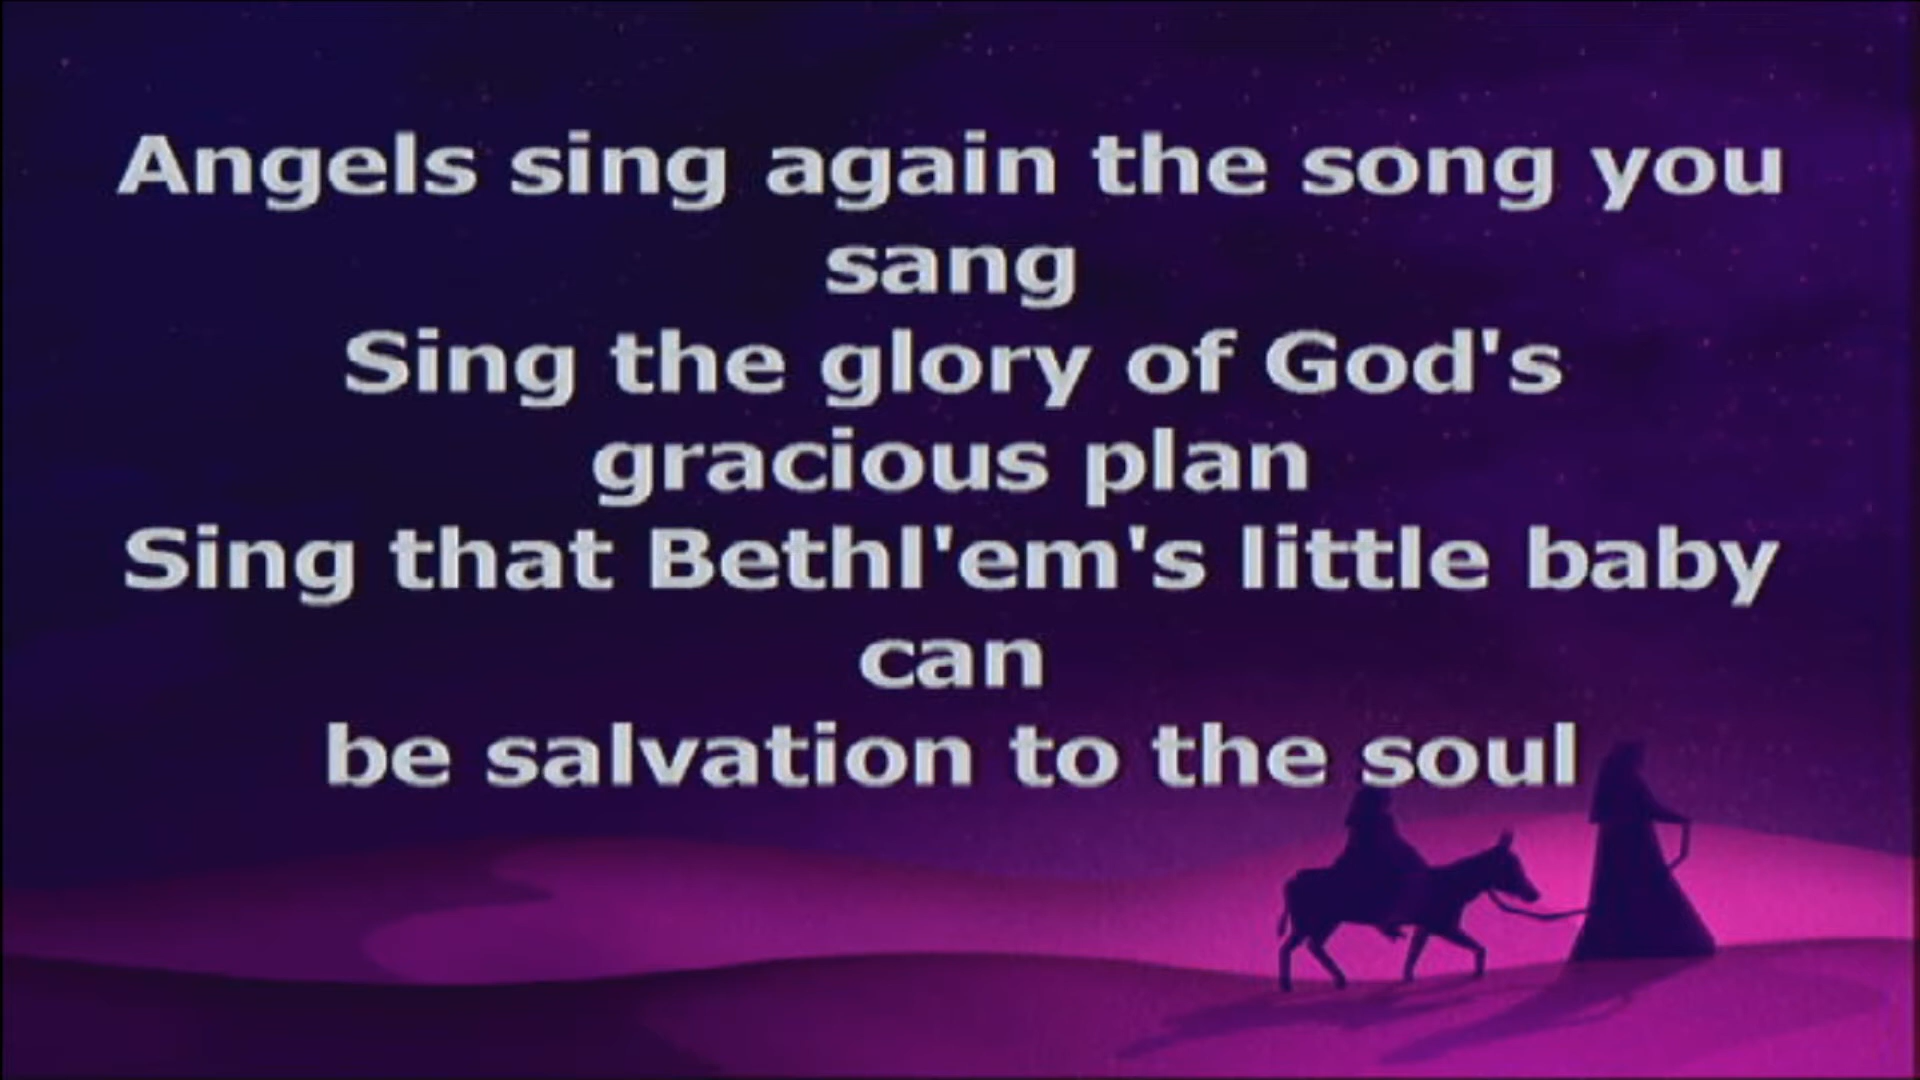 Angels sing again the song you
sang
Sing the glory of God's
gracious plan
Sing that Bethl'em's little baby
can
be salvation to the soul